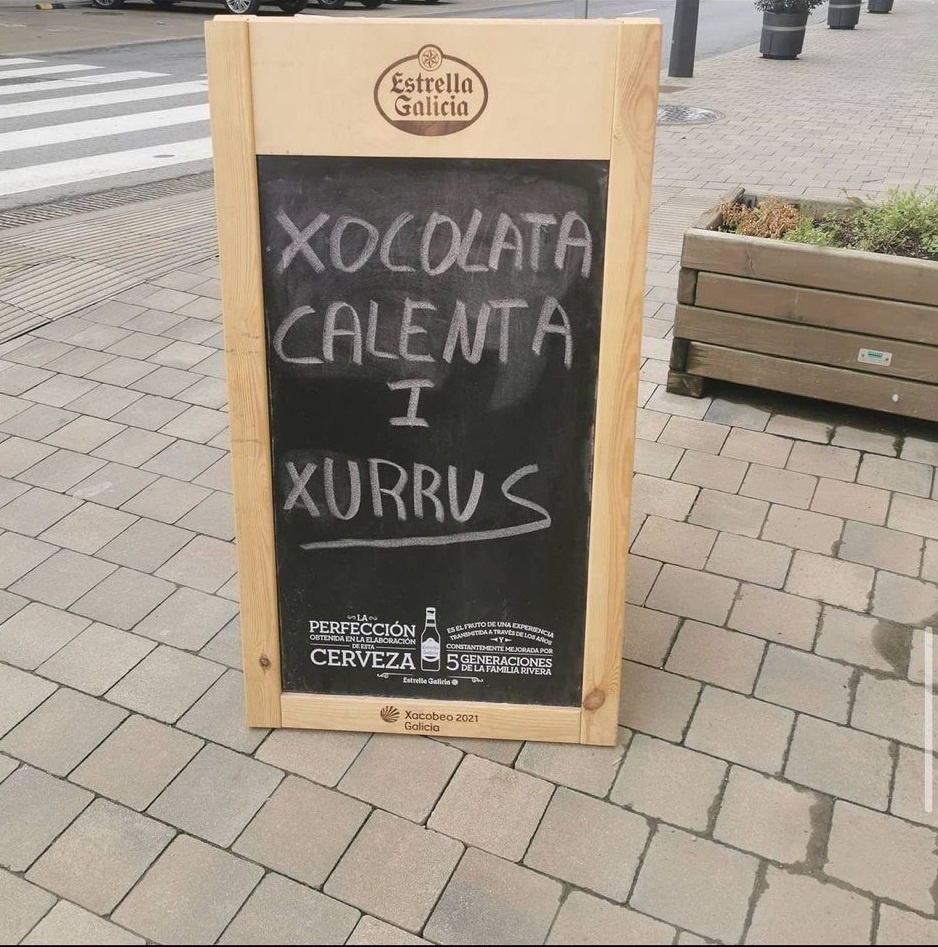 Estrella
Galicia
XOCOLATA
CALENTA
I
XURRUS
LA
PERFECCIÓN
OBTENIDA EN LA ELABORACIÓN
DE ESTA
CERVEZA
ES EL FRUTO DE UNA EXPERIENCIA
TRANSMITIDA A TRAVÉS DE LOS AÑOS
Y
CONSTANTEMENTE MEJORADA POR
5 GENERACIONES
DE LA FAMILIA RIVERA
Estrella Galicia
Xacobeo 2021
Galicia